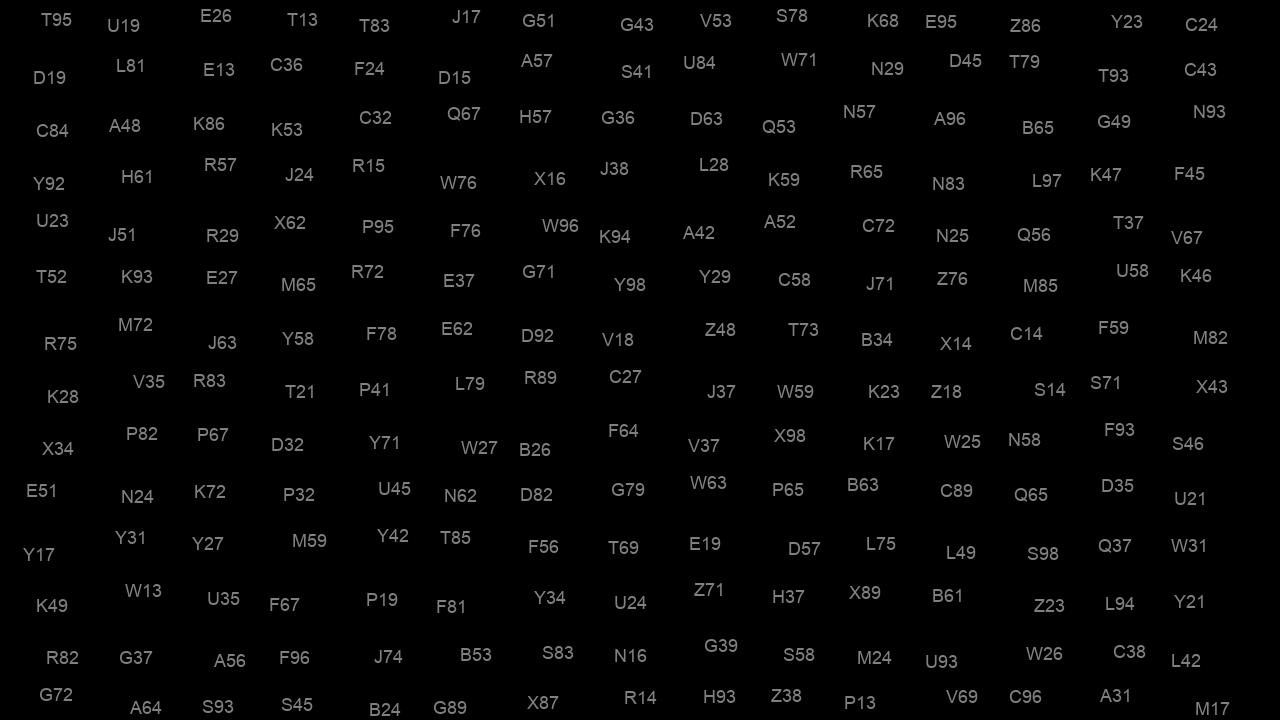 T95 U19 E26 T13 T83 J17 G51 G43 V53 S78 K68 E95 Z86 Y23 C24
D19 L81 E13 C36 F24 D15 A57 S41 U84 W71 N29 D45 T79 T93 C43
C84 A48 K86 K53 C32 Q67 H57 G36 D63 Q53 N57 A96 B65 G49 N93
Y92 H61 R57 J24 R15 W76 X16 J38 L28 K59 R65 N83 L97 K47 F45
U23 J51 R29 X62 P95 F76 W96 K94 A42 A52 C72 N25 Q56 T37 V67
T52 K93 E27 M65 R72 E37 G71 Y98 Y29 C58 J71 Z76 M85 U58 K46
R75 M72 J63 Y58 F78 E62 D92 V18 Z48 T73 B34 X14 C14 F59 M82
K28 V35 R83 T21 P41 L79 R89 C27 J37 W59 K23 Z18 S14 S71 X43
X34 P82 P67 D32 Y71 W27 B26 F64 V37 X98 K17 W25 N58 F93 S46
E51 N24 K72 P32 U45 N62 D82 G79 W63 P65 B63 C89 Q65 D35 U21
Y17 Y31 Y27 M59 Y42 T85 F56 T69 E19 D57 L75 L49 S98 Q37 W31
K49 W13 U35 F67 P19 F81 Y34 U24 Z71 H37 X89 B61 Z23 L94 Y21
R82 G37 A56 F96 J74 B53 S83 N16 G39 S58 M24 U93 W26 C38 L42
G72 A64 S93 S45 B24 G89 X87 R14 H93 Z38 P13 V69 C96 A31 M17